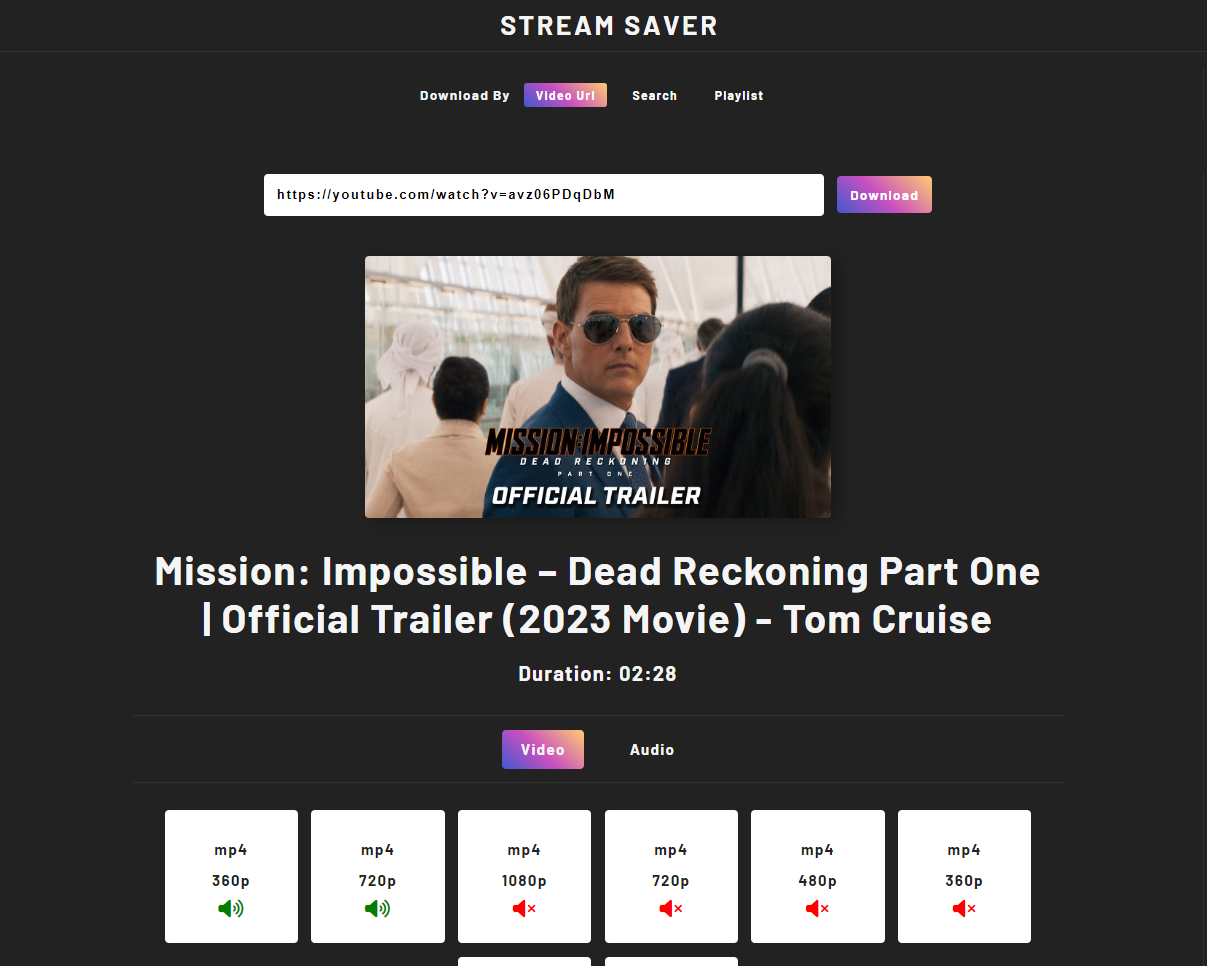 STREAM SAVER
Download By Video Url Search Playlist
https://youtube.com/watch?v=avz06PDqDbM Download
MISSION:IMPOSSIBLE
DEAD RECKONING
PART ONE
OFFICIAL TRAILER
Mission: Impossible – Dead Reckoning Part One
| Official Trailer (2023 Movie) - Tom Cruise
Duration: 02:28
Video Audio
mp4 mp4 mp4 mp4 mp4 mp4
360p 720p 1080p 720p 480p 360p